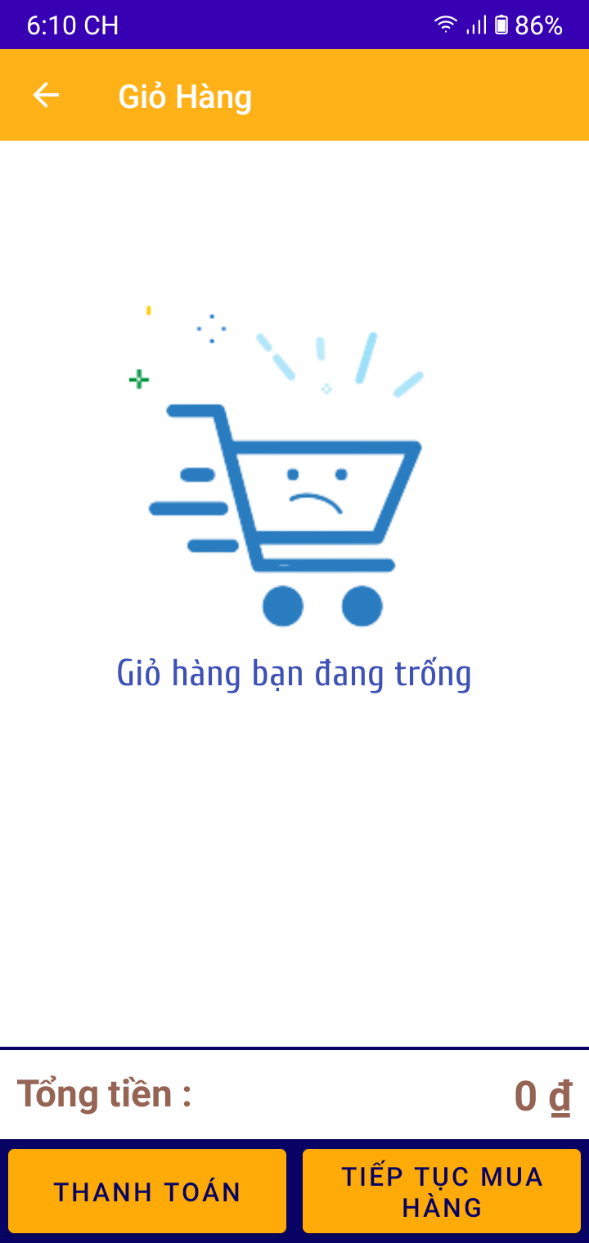 6:10 CH 86%
Giỏ Hàng
Giỏ hàng bạn đang trống
Tổng tiền : 0 ₫
THANH TOÁN
TIẾP TỤC MUA
HÀNG